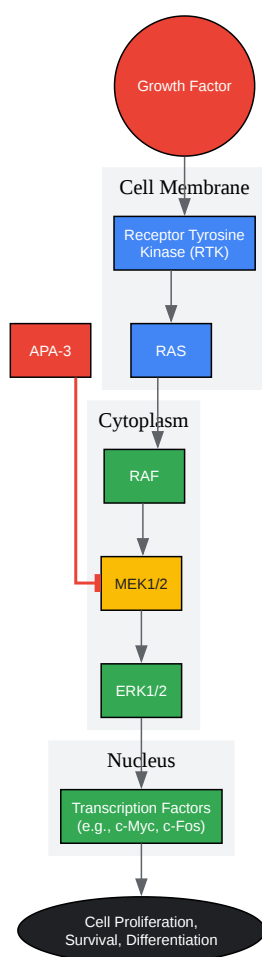 Growth Factor
Cell Membrane
Receptor Tyrosine
Kinase (RTK)
APA-3
RAS
Cytoplasm
RAF
MEK1/2
ERK1/2
Nucleus
Transcription Factors
(e.g., c-Myc, c-Fos)
Cell Proliferation,
Survival, Differentiation